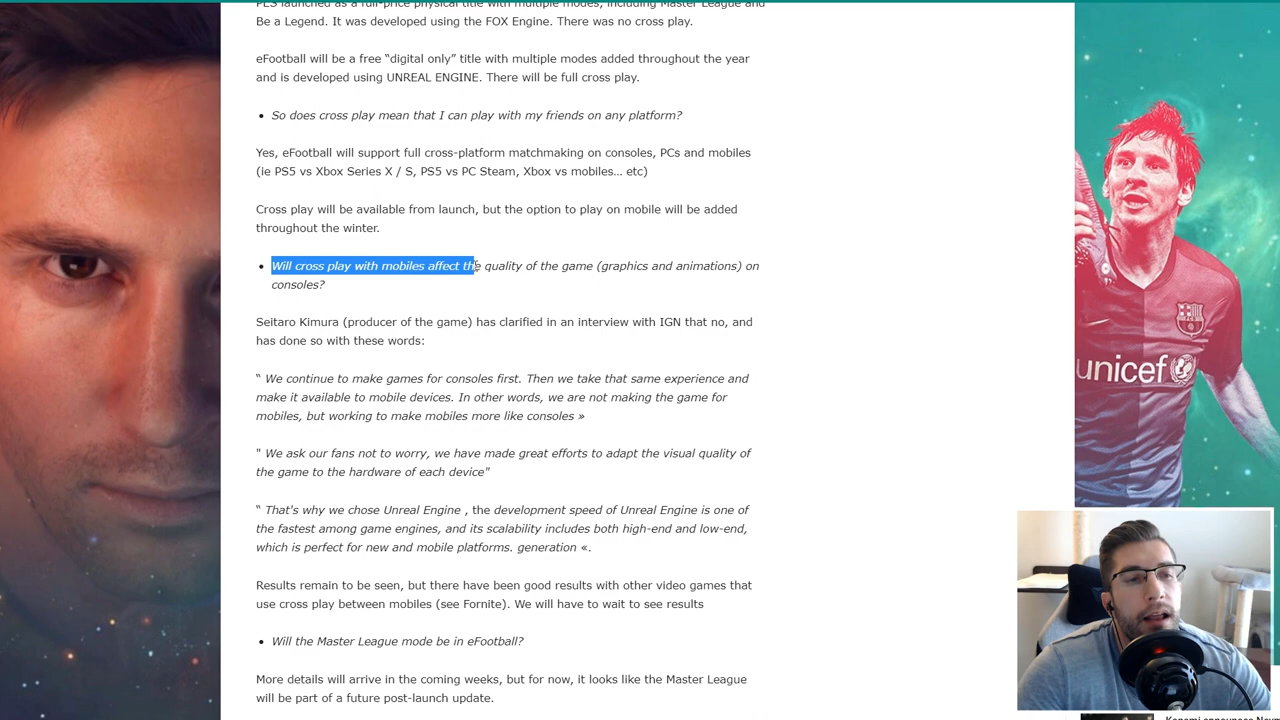 PES launched as a full-price physical title with multiple modes, including Master League and
Be a Legend. It was developed using the FOX Engine. There was no cross play.
eFootball will be a free “digital only” title with multiple modes added throughout the year
and is developed using UNREAL ENGINE. There will be full cross play.
• So does cross play mean that I can play with my friends on any platform?
Yes, eFootball will support full cross-platform matchmaking on consoles, PCs and mobiles
(ie PS5 vs Xbox Series X / S, PS5 vs PC Steam, Xbox vs mobiles… etc)
Cross play will be available from launch, but the option to play on mobile will be added
throughout the winter.
• Will cross play with mobiles affect the quality of the game (graphics and animations) on
consoles?
Seitaro Kimura (producer of the game) has clarified in an interview with IGN that no, and
has done so with these words:
“ We continue to make games for consoles first. Then we take that same experience and
make it available to mobile devices. In other words, we are not making the game for
mobiles, but working to make mobiles more like consoles »
" We ask our fans not to worry, we have made great efforts to adapt the visual quality of
the game to the hardware of each device"
“ That's why we chose Unreal Engine , the development speed of Unreal Engine is one of
the fastest among game engines, and its scalability includes both high-end and low-end,
which is perfect for new and mobile platforms. generation «.
Results remain to be seen, but there have been good results with other video games that
use cross play between mobiles (see Fornite). We will have to wait to see results
• Will the Master League mode be in eFootball?
More details will arrive in the coming weeks, but for now, it looks like the Master League
will be part of a future post-launch update.
unicef